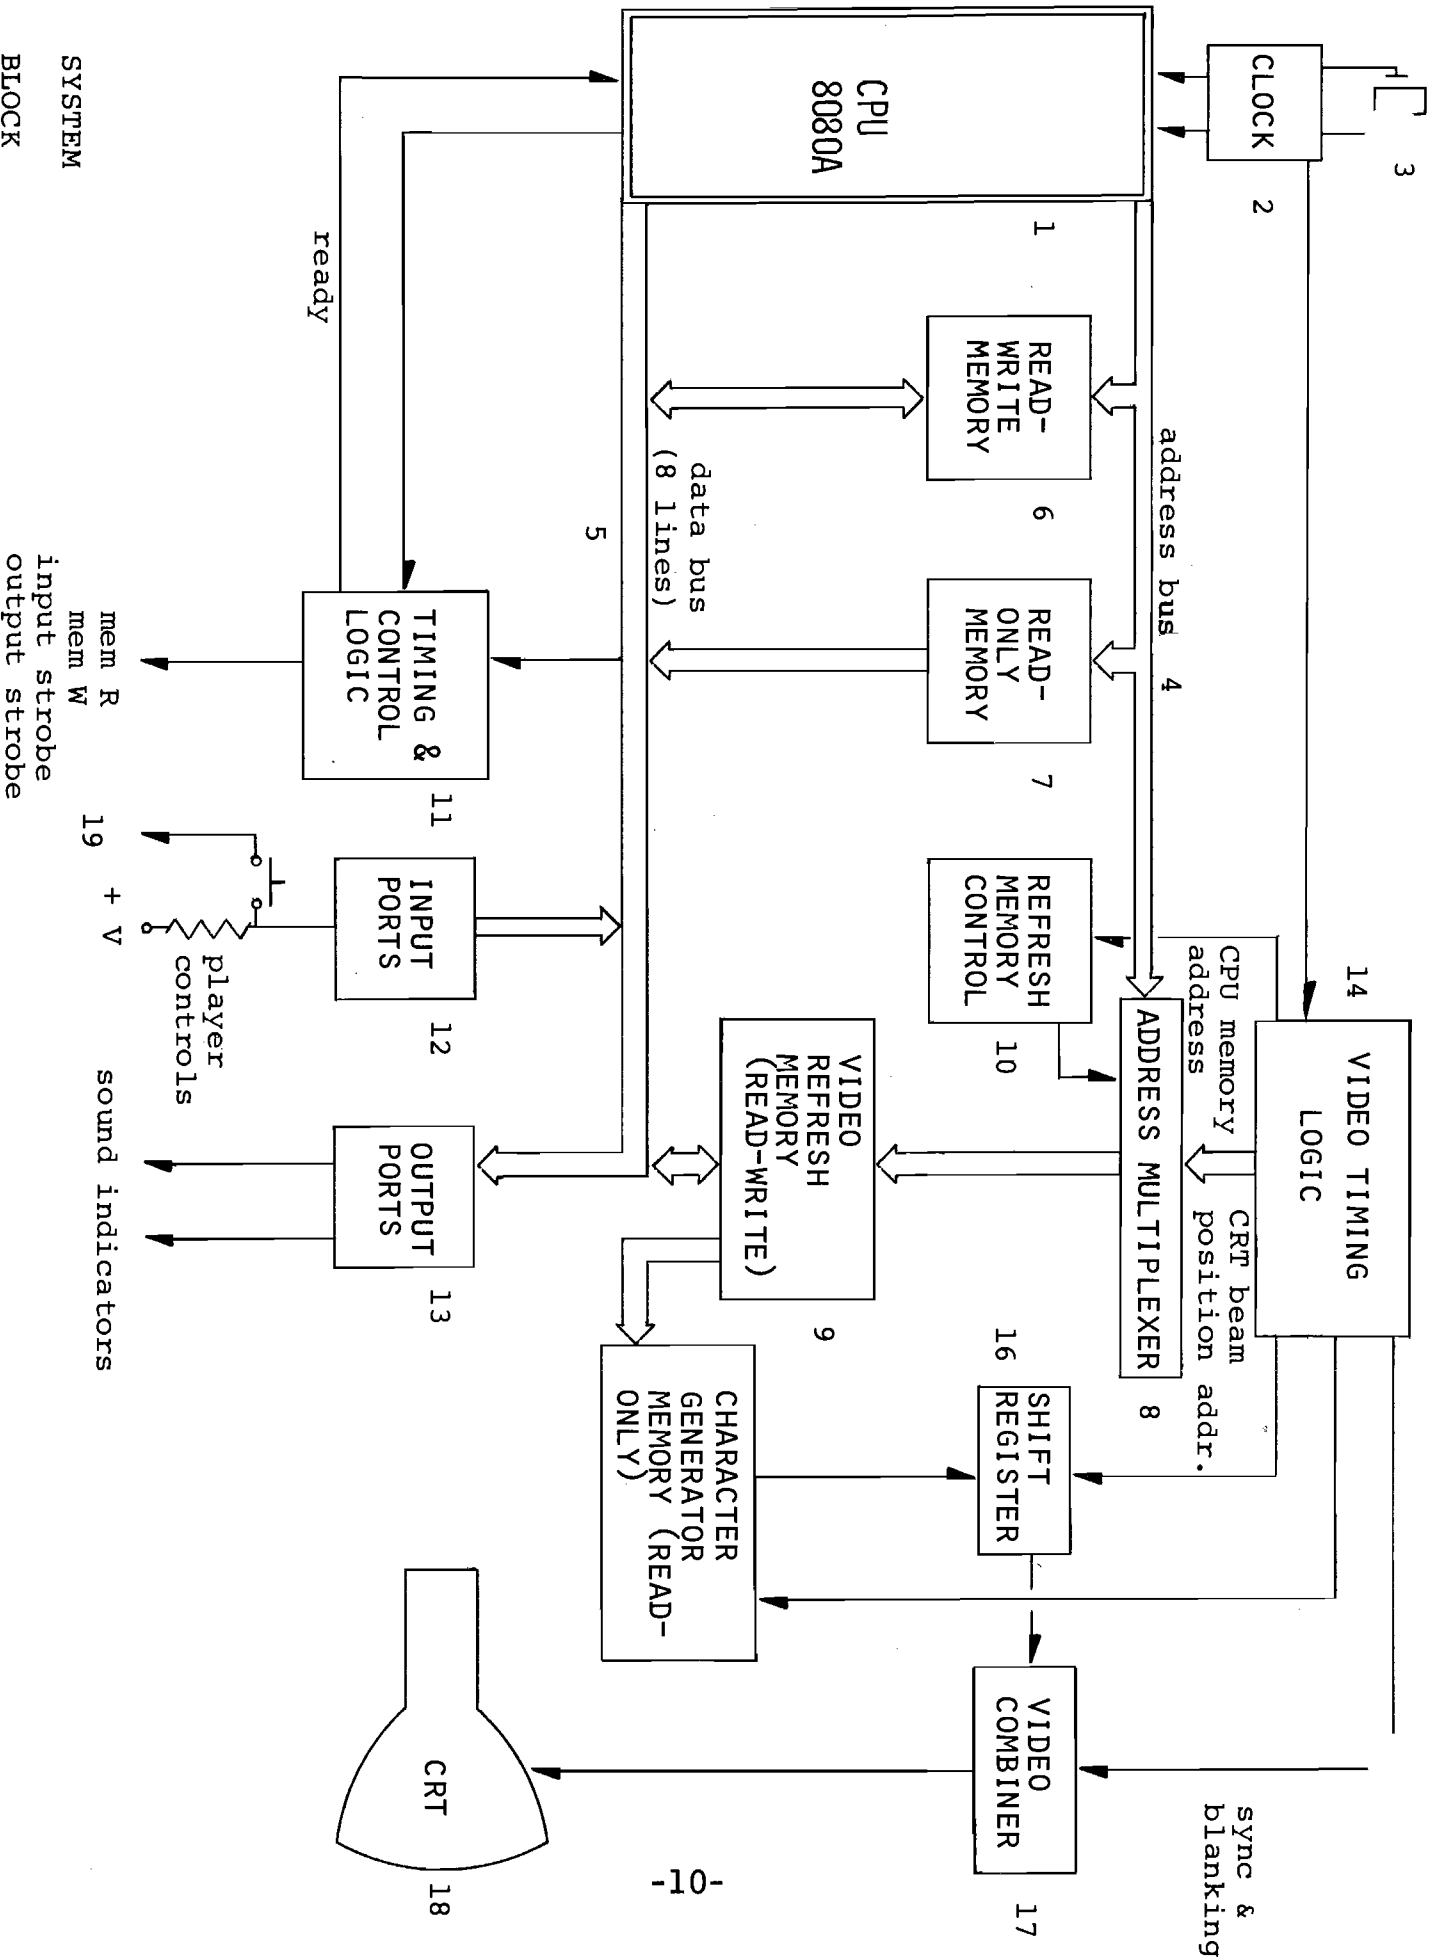 3
CLOCK
2
14
VIDEO TIMING
LOGIC
sync &
blanking
CPU memory
address
CRT beam
position addr.
address bus 4
ADDRESS MULTIPLEXER
8
CPU
8080A
1
READ-
WRITE
MEMORY
6
READ-
ONLY
MEMORY
7
REFRESH
MEMORY
CONTROL
10
16
SHIFT
REGISTER
VIDEO
COMBINER
17
VIDEO
REFRESH
MEMORY
(READ-WRITE)
9
data bus
(8 lines)
5
CHARACTER
GENERATOR
MEMORY (READ-
ONLY)
-10-
TIMING &
CONTROL
LOGIC
11
INPUT
PORTS
12
OUTPUT
PORTS
13
CRT
18
ready
player
controls
19
+ V
sound indicators
mem R
mem W
input strobe
output strobe
SYSTEM
BLOCK